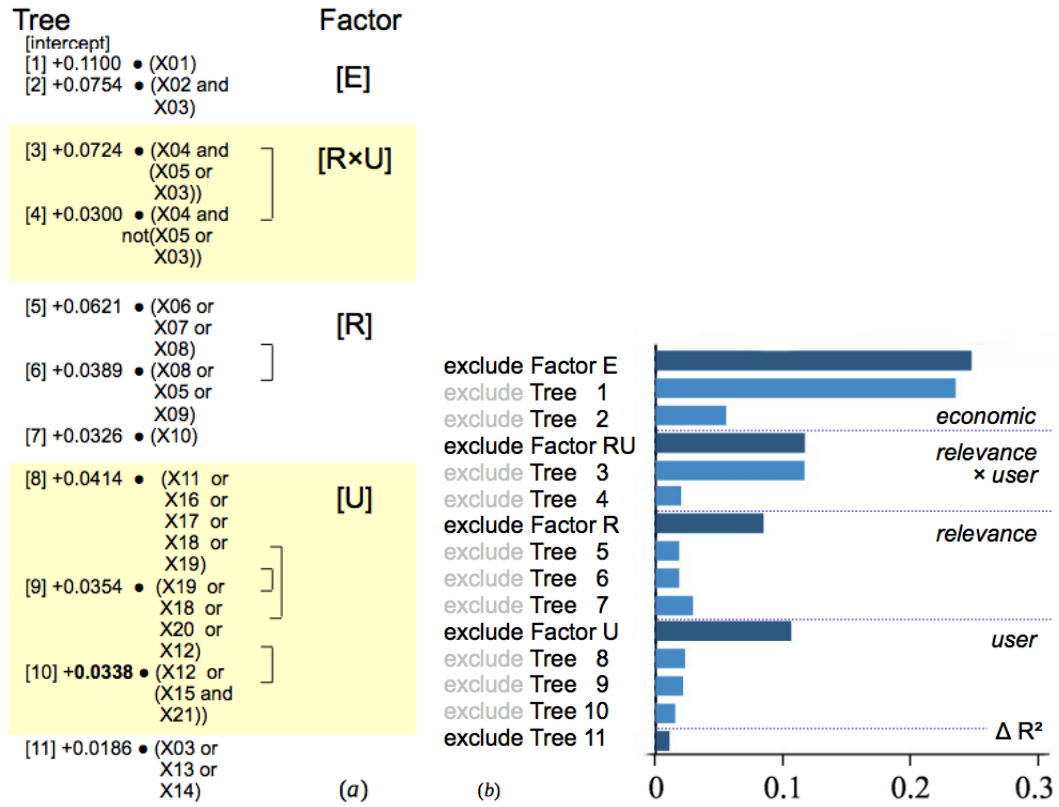 Tree Factor
[intercept]
[1] +0.1100 ● (X01)
[E]
[2] +0.0754 ● (X02 and
X03)
[3] +0.0724 ● (X04 and
[R×U]
(X05 or
X03))
[4] +0.0300 ● (X04 and
not(X05 or
X03))
[5] +0.0621 ● (X06 or
[R]
X07 or
X08)
[6] +0.0389 ● (X08 or
X05 or
X09)
[7] +0.0326 ● (X10)
[8] +0.0414 ● (X11 or
[U]
X16 or
X17 or
X18 or
X19)
[9] +0.0354 ● (X19 or
X18 or
X20 or
X12)
[10] +0.0338 ● (X12 or
(X15 and
X21))
[11] +0.0186 ● (X03 or
X13 or
X14)
(a)
exclude Factor E
exclude Tree 1
exclude Tree 2
economic
exclude Factor RU
relevance
× user
exclude Tree 3
exclude Tree 4
exclude Factor R
relevance
exclude Tree 5
exclude Tree 6
exclude Tree 7
exclude Factor U
user
exclude Tree 8
exclude Tree 9
exclude Tree 10
exclude Tree 11
Δ R²
(b)
0 0.1 0.2 0.3